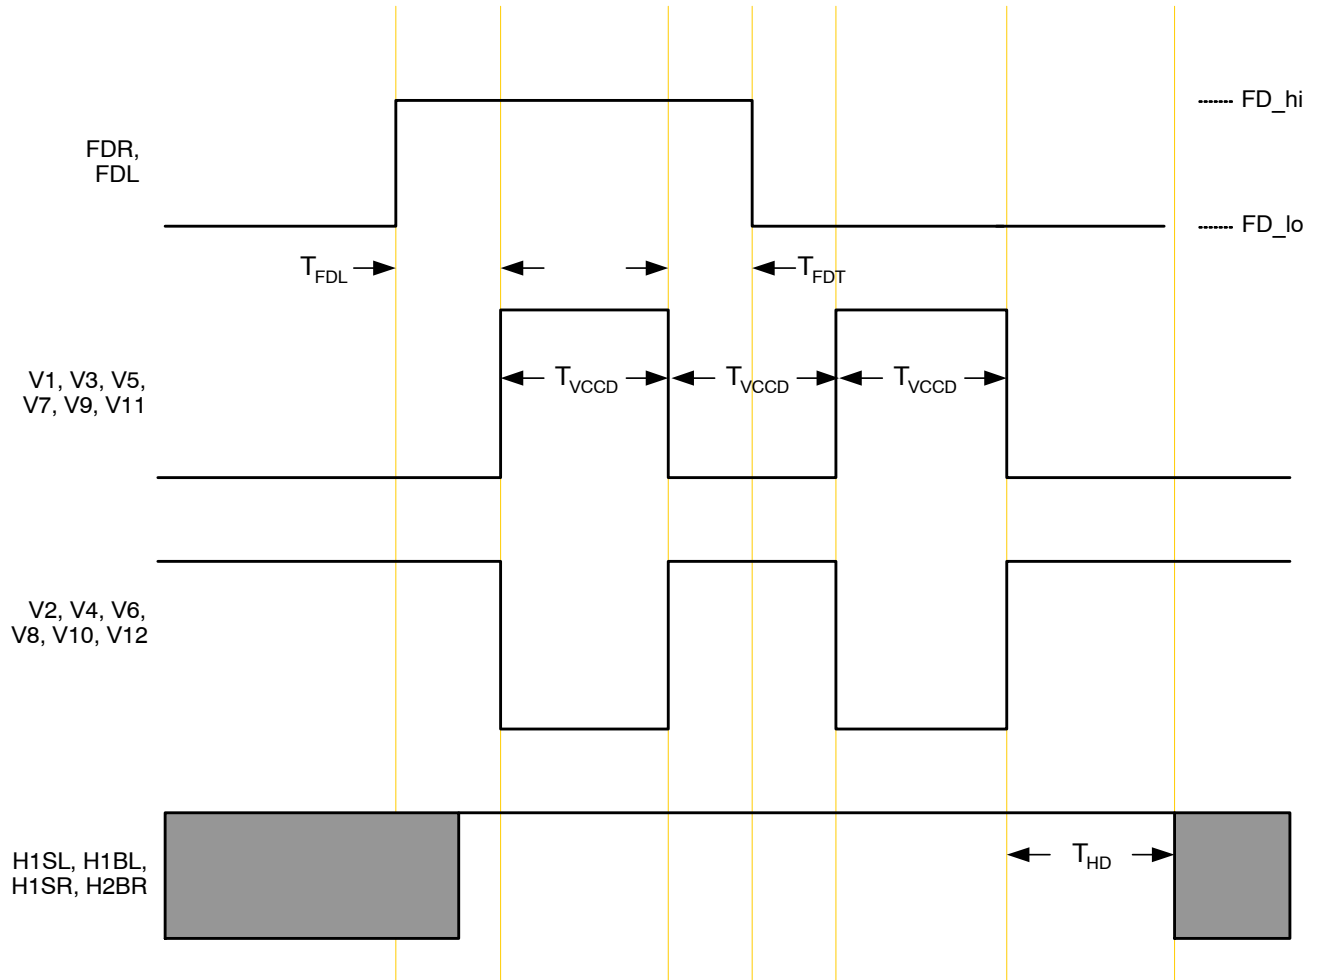 FD_hi
FDR,
FDL
FD_lo
TFDL
TFDT
V1, V3, V5,
V7, V9, V11
TVCCD TVCCD TVCCD
V2, V4, V6,
V8, V10, V12
H1SL, H1BL,
H1SR, H2BR
THD